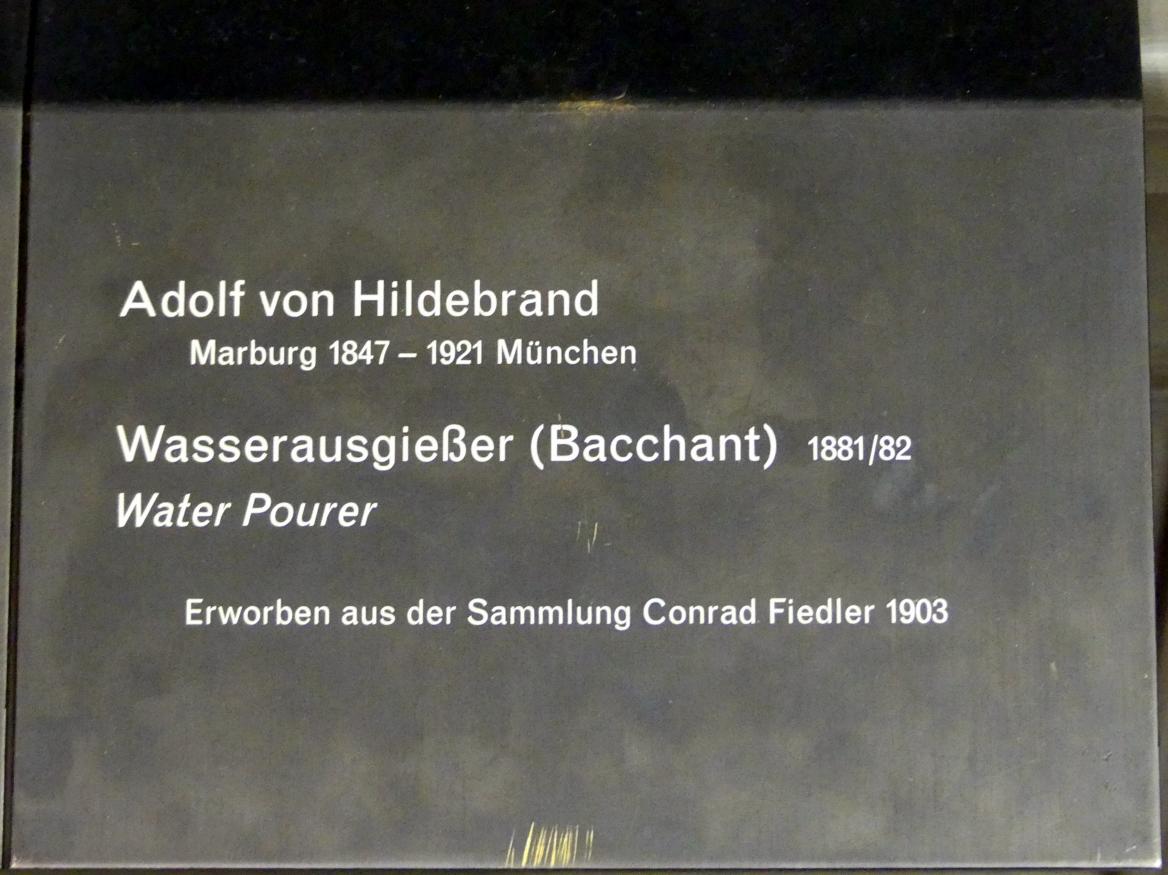 Adolf von Hildebrand
Marburg 1847 – 1921 München
Wasserausgießer (Bacchant) 1881/82
Water Pourer
Erworben aus der Sammlung Conrad Fiedler 1903